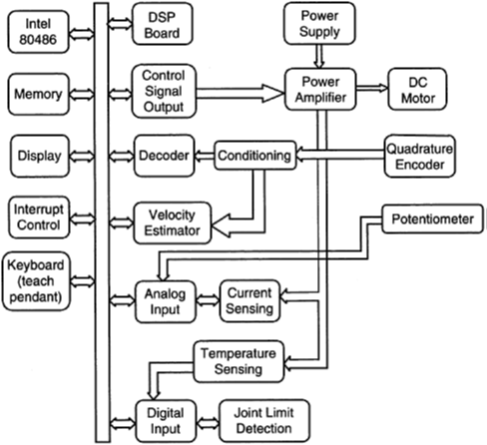 Intel
80486
DSP
Board
Power
Supply
Memory
Control
Signal
Output
Power
Amplifier
DC
Motor
Display
Decoder
Conditioning
Quadrature
Encoder
Interrupt
Control
Velocity
Estimator
Potentiometer
Keyboard
(teach
pendant)
Analog
Input
Current
Sensing
Temperature
Sensing
Digital
Input
Joint Limit
Detection